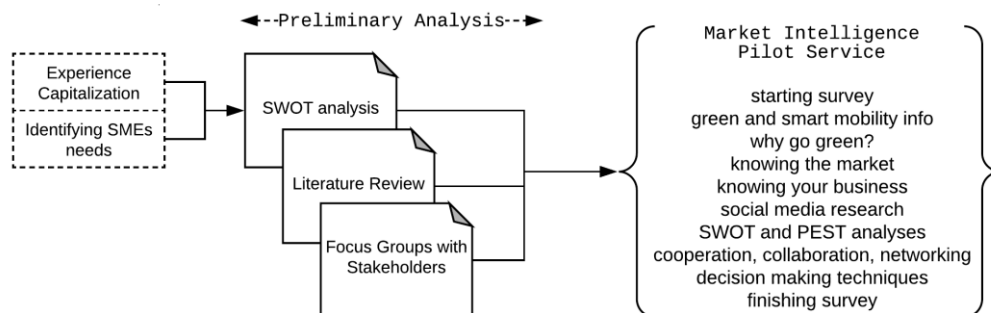 Preliminary Analysis
Experience
Capitalization
Identifying SMEs
needs
SWOT analysis
Literature Review
Focus Groups with
Stakeholders
Market Intelligence
Pilot Service
starting survey
green and smart mobility info
why go green?
knowing the market
knowing your business
social media research
SWOT and PEST analyses
cooperation, collaboration, networking
decision making techniques
finishing survey